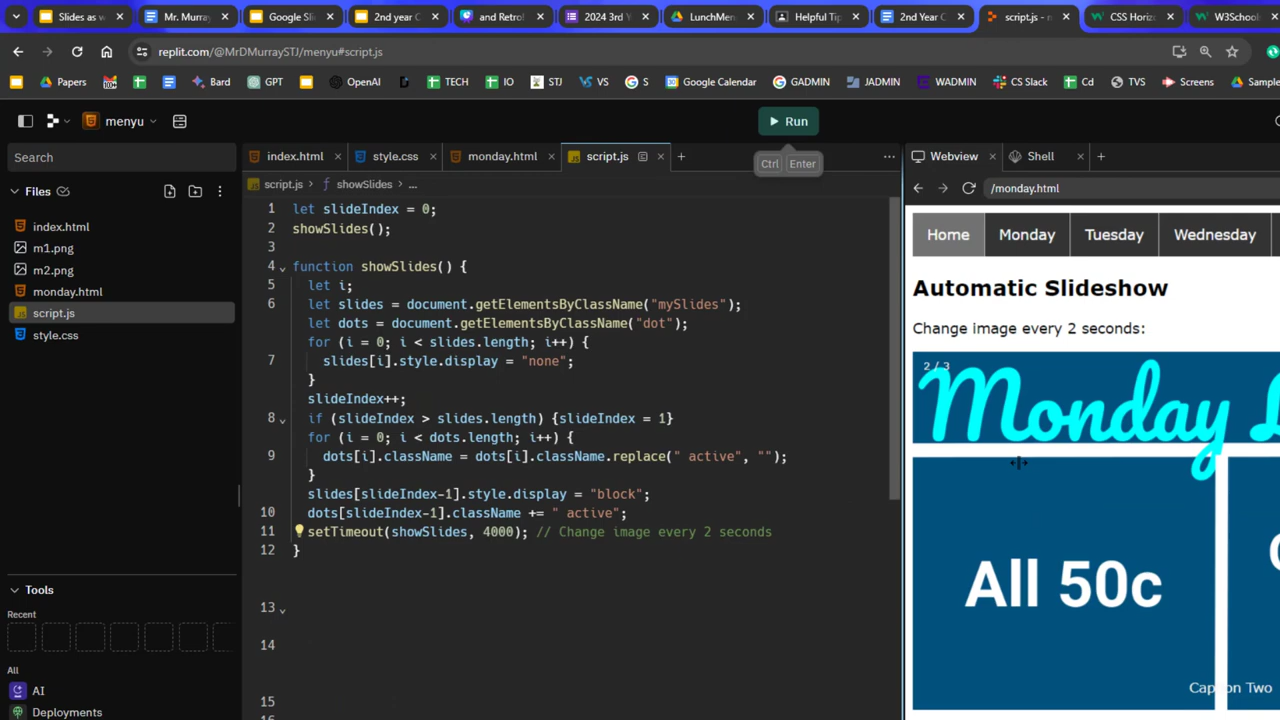 Slides as w
Mr. Murray
Google Sli
2nd year C
and Retrol
2024 3rd Y
LunchMen
Helpful Tip
2nd Year C
script.js - n
CSS Horiz
W3School
replit.com/@MrDMurraySTJ/menyu#script.js
Papers
Bard
GPT
OpenAI
TECH
IO
STJ
VS
S
Google Calendar
GADMIN
JADMIN
WADMIN
CS Slack
Cd
TVS
Screens
Sample
menyu
Run
Ctrl Enter
Search
Files
index.html
m1.png
m2.png
monday.html
script.js
style.css
Tools
Recent
All
AI
Deployments
index.html
style.css
monday.html
script.js
script.js > showSlides > ...
1 let slideIndex = 0;
2 showSlides();
3
4 function showSlides() {
5 let i;
6 let slides = document.getElementsByClassName("mySlides");
let dots = document.getElementsByClassName("dot");
for (i = 0; i < slides.length; i++) {
7 slides[i].style.display = "none";
}
slideIndex++;
8 if (slideIndex > slides.length) {slideIndex = 1}
for (i = 0; i < dots.length; i++) {
9 dots[i].className = dots[i].className.replace(" active", "");
}
slides[slideIndex-1].style.display = "block";
10 dots[slideIndex-1].className += " active";
11 setTimeout(showSlides, 4000); // Change image every 2 seconds
12 }
13
14
15
Webview
Shell
/monday.html
Home
Monday
Tuesday
Wednesday
Automatic Slideshow
Change image every 2 seconds:
2 / 3
Monday L
All 50c
Caption Two